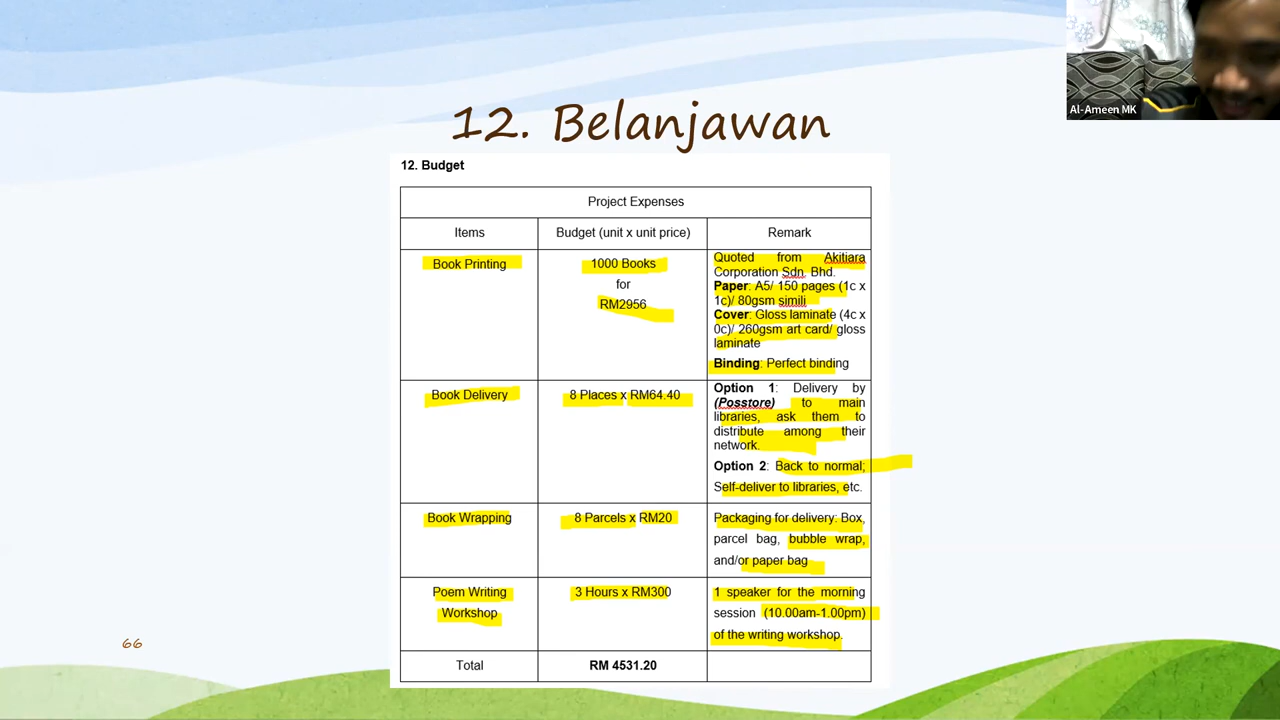 Al-Ameen MK
12. Belanjawan
12. Budget
Project Expenses
Items
Budget (unit x unit price)
Remark
Book Printing
1000 Books
for
RM2956
Quoted from Akitiara
Corporation Sdn. Bhd.
Paper: A5/ 150 pages (1c x
1c)/ 80gsm simili
Cover: Gloss laminate (4c x
0c)/ 260gsm art card/ gloss
laminate
Binding: Perfect binding
Book Delivery
8 Places x RM64.40
Option 1: Delivery by
(Posstore) to main
libraries, ask them to
distribute among their
network.
Option 2: Back to normal;
Self-deliver to libraries, etc.
Book Wrapping
8 Parcels x RM20
Packaging for delivery: Box,
parcel bag, bubble wrap,
and/or paper bag
Poem Writing
Workshop
3 Hours x RM300
1 speaker for the morning
session (10.00am-1.00pm)
of the writing workshop.
Total
RM 4531.20
66